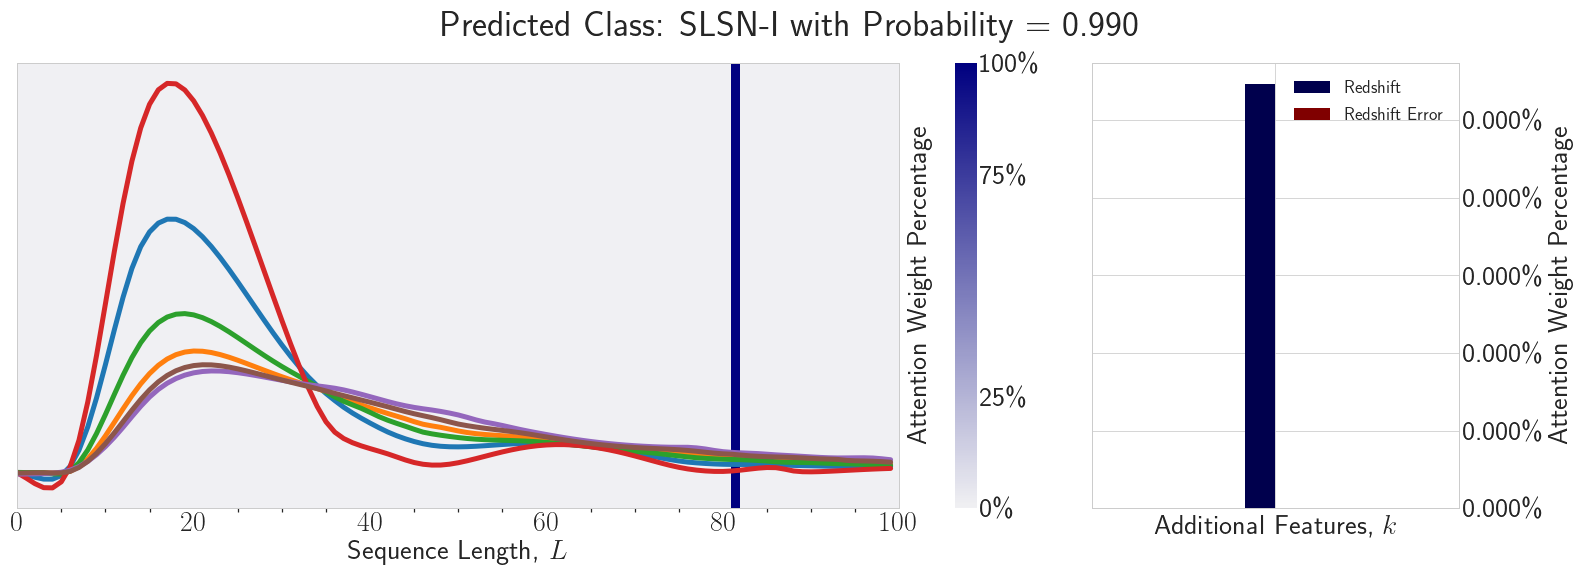 Predicted Class: SLSN-I with Probability = 0.990
0 20 40 60 80 100
Sequence Length, L
100%
75%
25%
0%
Attention Weight Percentage
Redshift
Redshift Error
0.000%
0.000%
0.000%
0.000%
0.000%
0.000%
Attention Weight Percentage
Additional Features, k